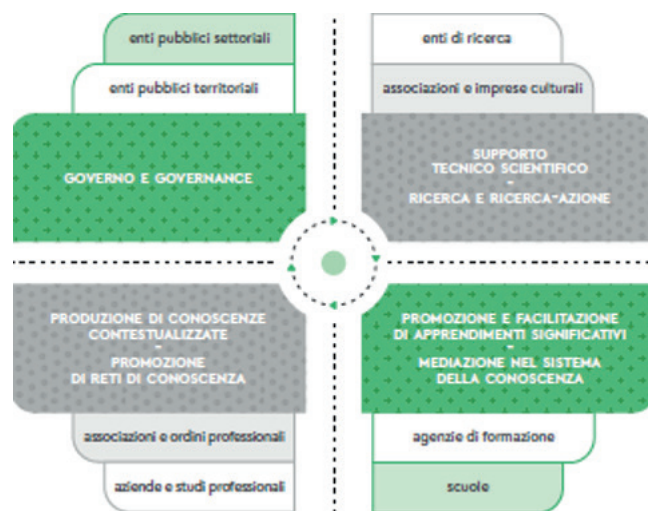 enti pubblici settoriali
enti pubblici territoriali
GOVERNO E GOVERNANCE
enti di ricerca
associazioni e imprese culturali
SUPPORTO
TECNICO SCIENTIFICO
-
RICERCA E RICERCA-AZIONE
PRODUZIONE DI CONOSCENZE
CONTESTUALIZZATE
-
PROMOZIONE
DI RETI DI CONOSCENZA
associazioni e ordini professionali
aziende e studi professionali
PROMOZIONE E FACILITAZIONE
DI APPRENDIMENTI SIGNIFICATIVI
-
MEDIAZIONE NEL SISTEMA
DELLA CONOSCENZA
agenzie di formazione
scuole